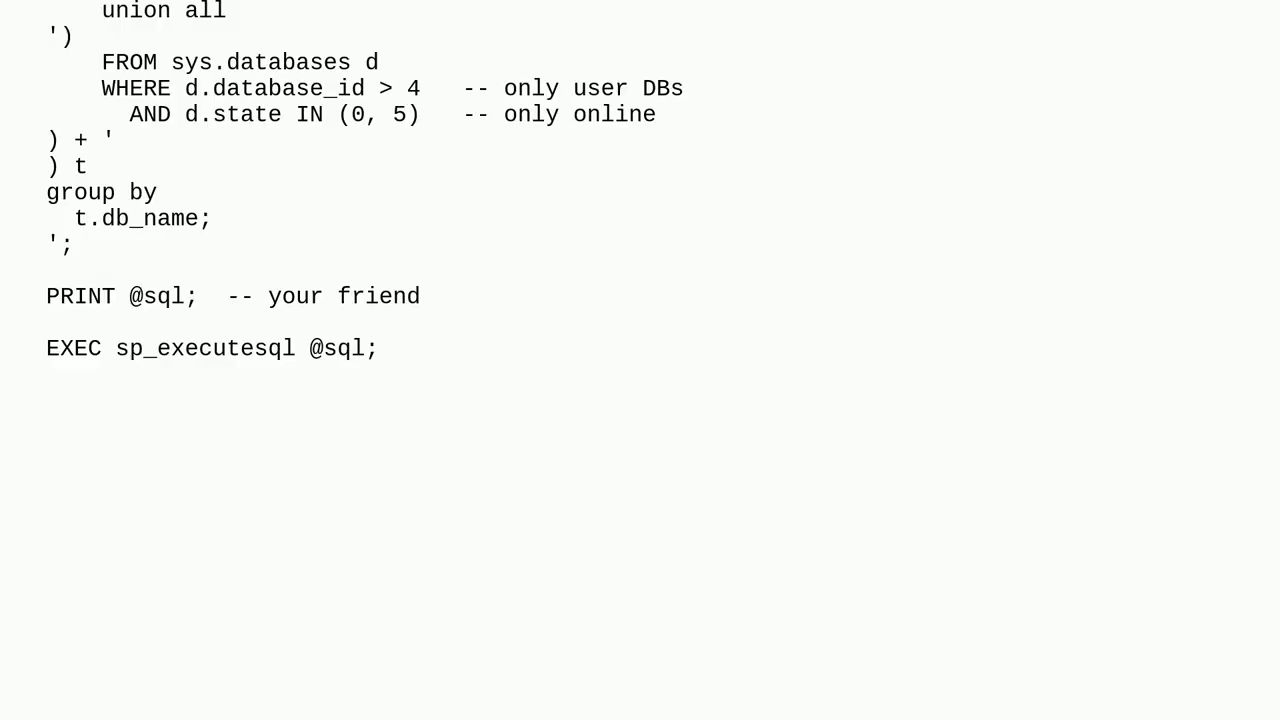 union all
')
    FROM sys.databases d
    WHERE d.database_id > 4   -- only user DBs
      AND d.state IN (0, 5)   -- only online
) + '
) t
group by
  t.db_name;
';

PRINT @sql;  -- your friend

EXEC sp_executesql @sql;